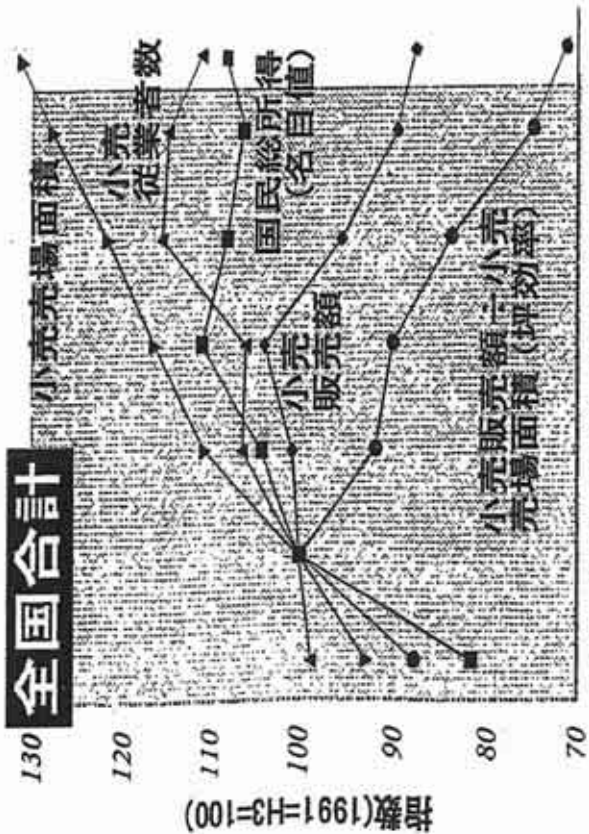 全国合計
小売売場面積
小売
従業者数
国民総所得
(名目値)
小売
販売額
小売販売額÷小売
売場面積(坪効率)
130
120
110
100
90
80
70
指数(1991=H3=100)